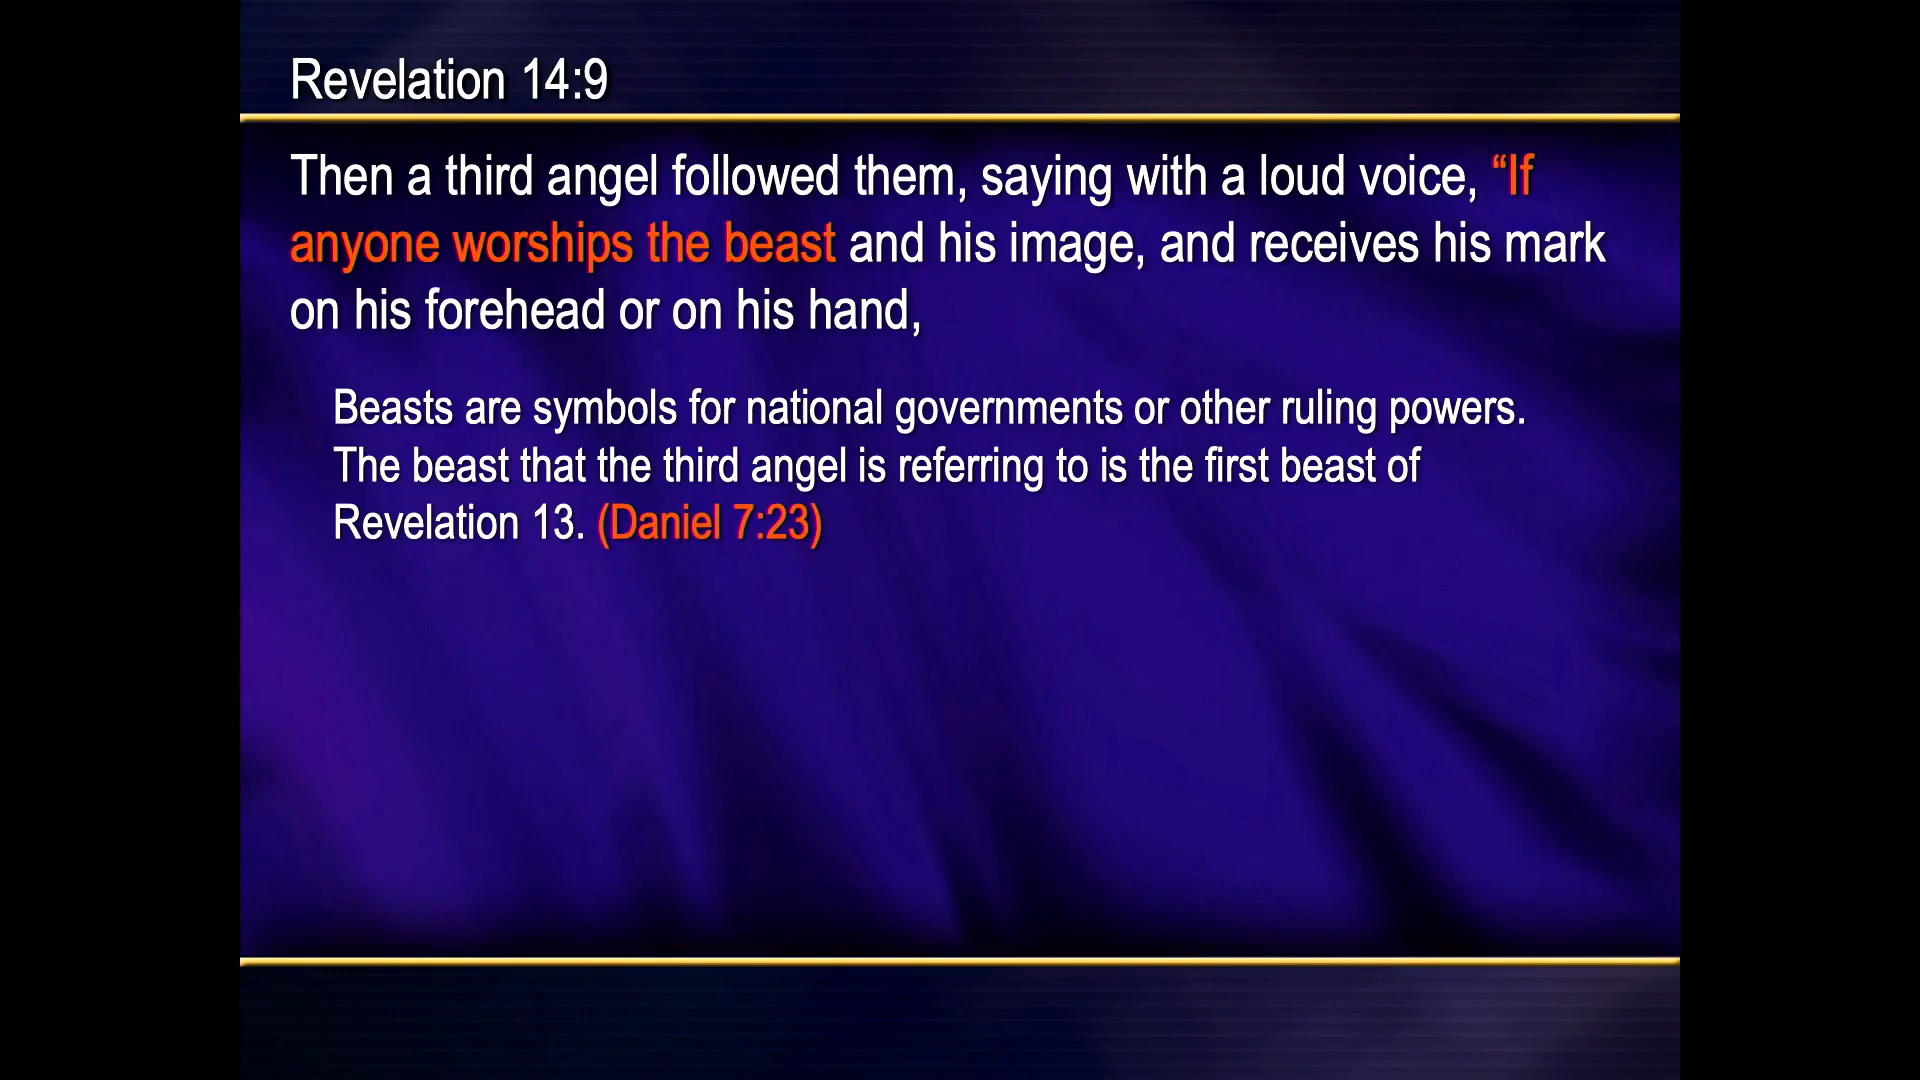 Revelation 14:9
Then a third angel followed them, saying with a loud voice, “If
anyone worships the beast and his image, and receives his mark
on his forehead or on his hand,
Beasts are symbols for national governments or other ruling powers.
The beast that the third angel is referring to is the first beast of
Revelation 13. (Daniel 7:23)